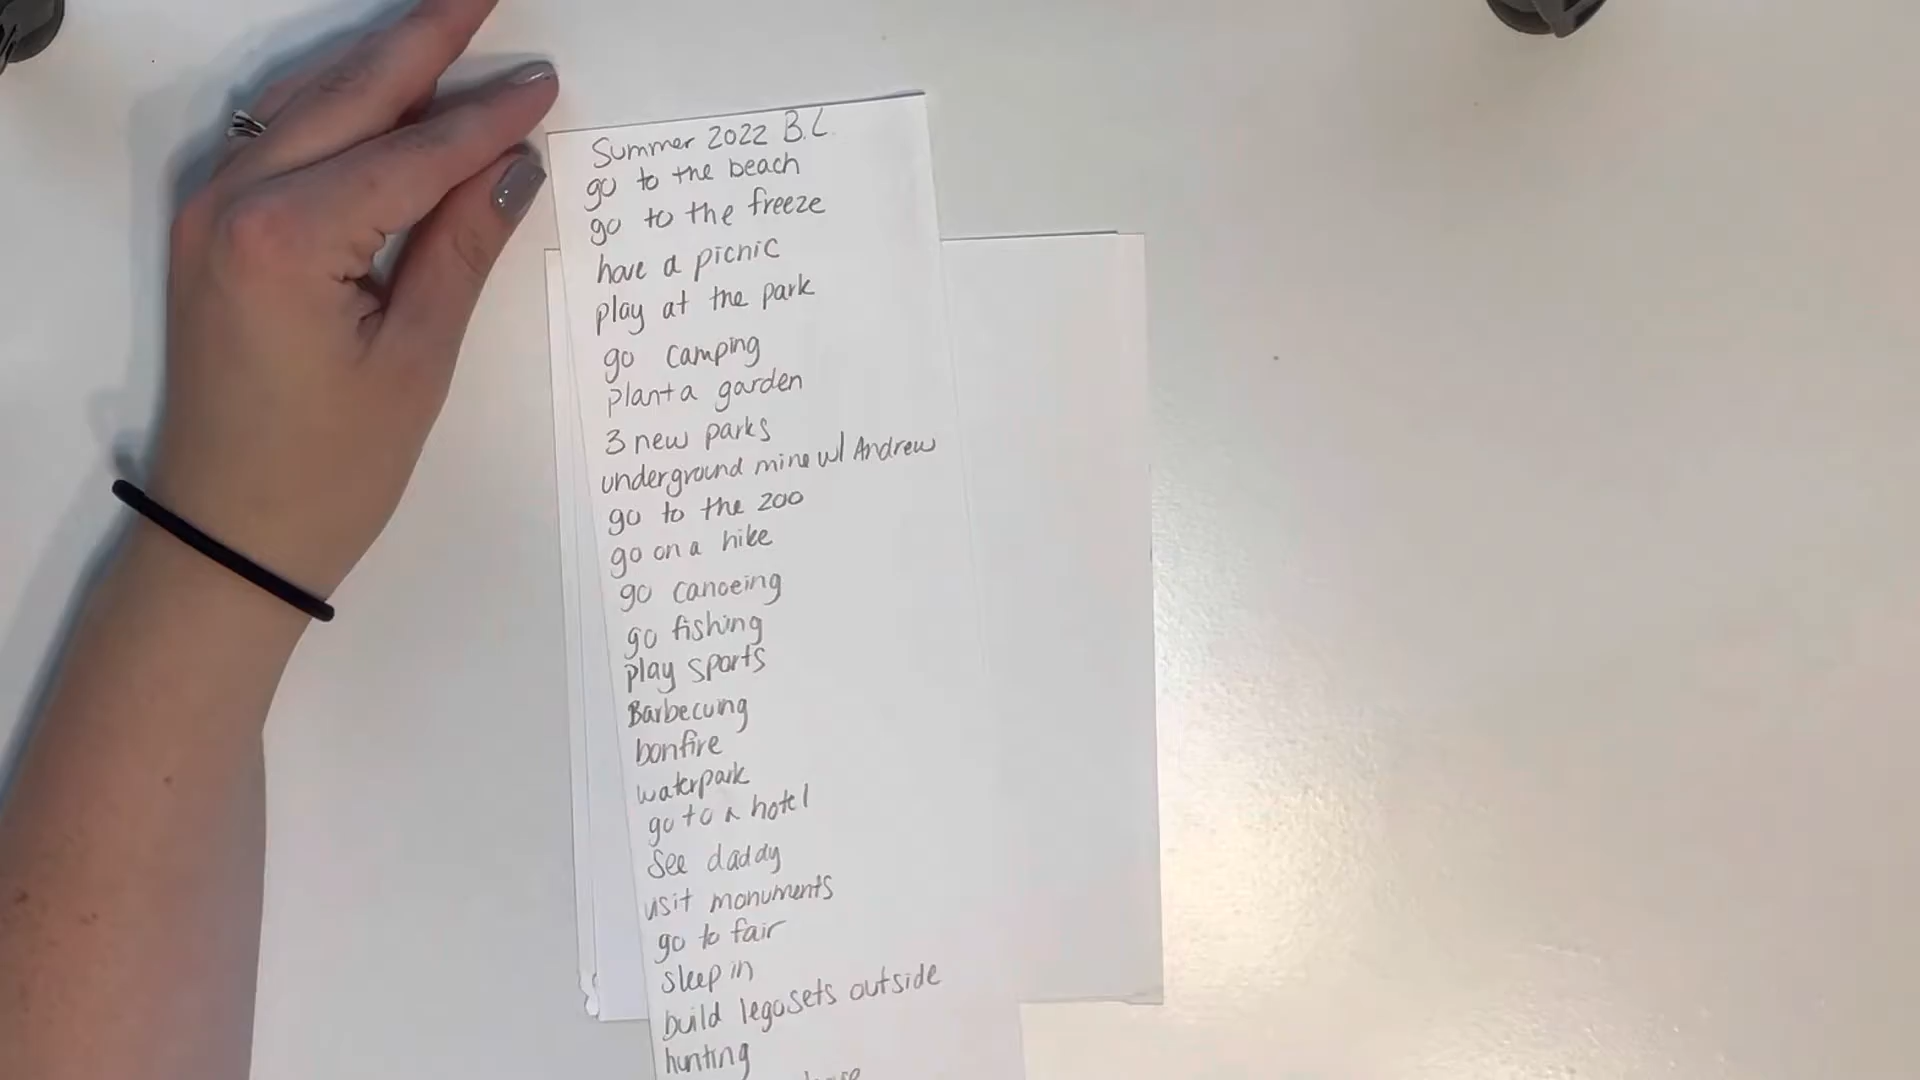 Summer 2022 B.L.
go to the beach
go to the freeze
have a picnic
play at the park
go camping
plant a garden
3 new parks
underground mine w/ Andrew
go to the zoo
go on a hike
go canoeing
go fishing
play sports
Barbecuing
bonfire
waterpark
go to a hotel
see daddy
visit monuments
go to fair
sleep in
build lego sets outside
hunting